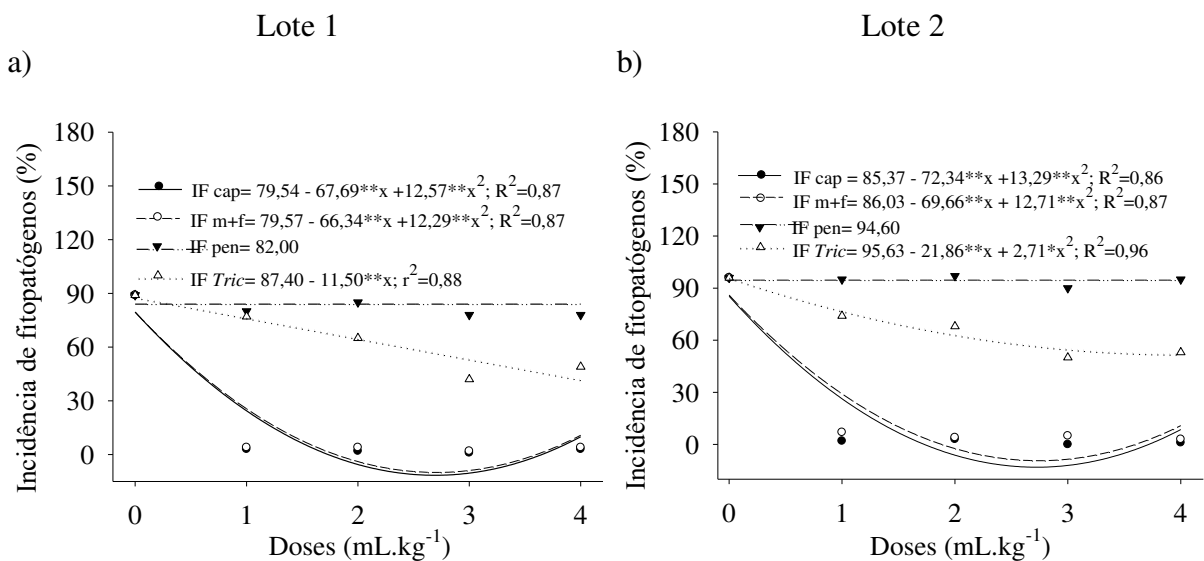 Lote 1
a)
Incidência de fitopatógenos (%)
180
150
120
90
60
30
0
IF cap= 79,54 - 67,69**x +12,57**x²; R²=0,87
IF m+f= 79,57 - 66,34**x +12,29**x²; R²=0,87
IF pen= 82,00
IF Tric= 87,40 - 11,50**x; r²=0,88
0 1 2 3 4
Doses (mL.kg⁻¹)
Lote 2
b)
Incidência de fitopatógenos (%)
180
150
120
90
60
30
0
IF cap = 85,37 - 72,34**x +13,29**x²; R²=0,86
IF m+f= 86,03 - 69,66**x + 12,71**x²; R²=0,87
IF pen= 94,60
IF Tric= 95,63 - 21,86**x + 2,71*x²; R²=0,96
0 1 2 3 4
Doses (mL.kg⁻¹)